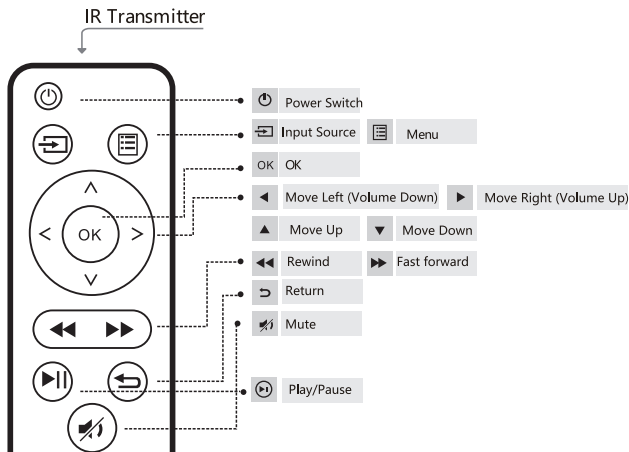 IR Transmitter
Power Switch
Input Source Menu
OK OK
Move Left (Volume Down) Move Right (Volume Up)
Move Up Move Down
OK
Rewind Fast forward
Return
Mute
Play/Pause